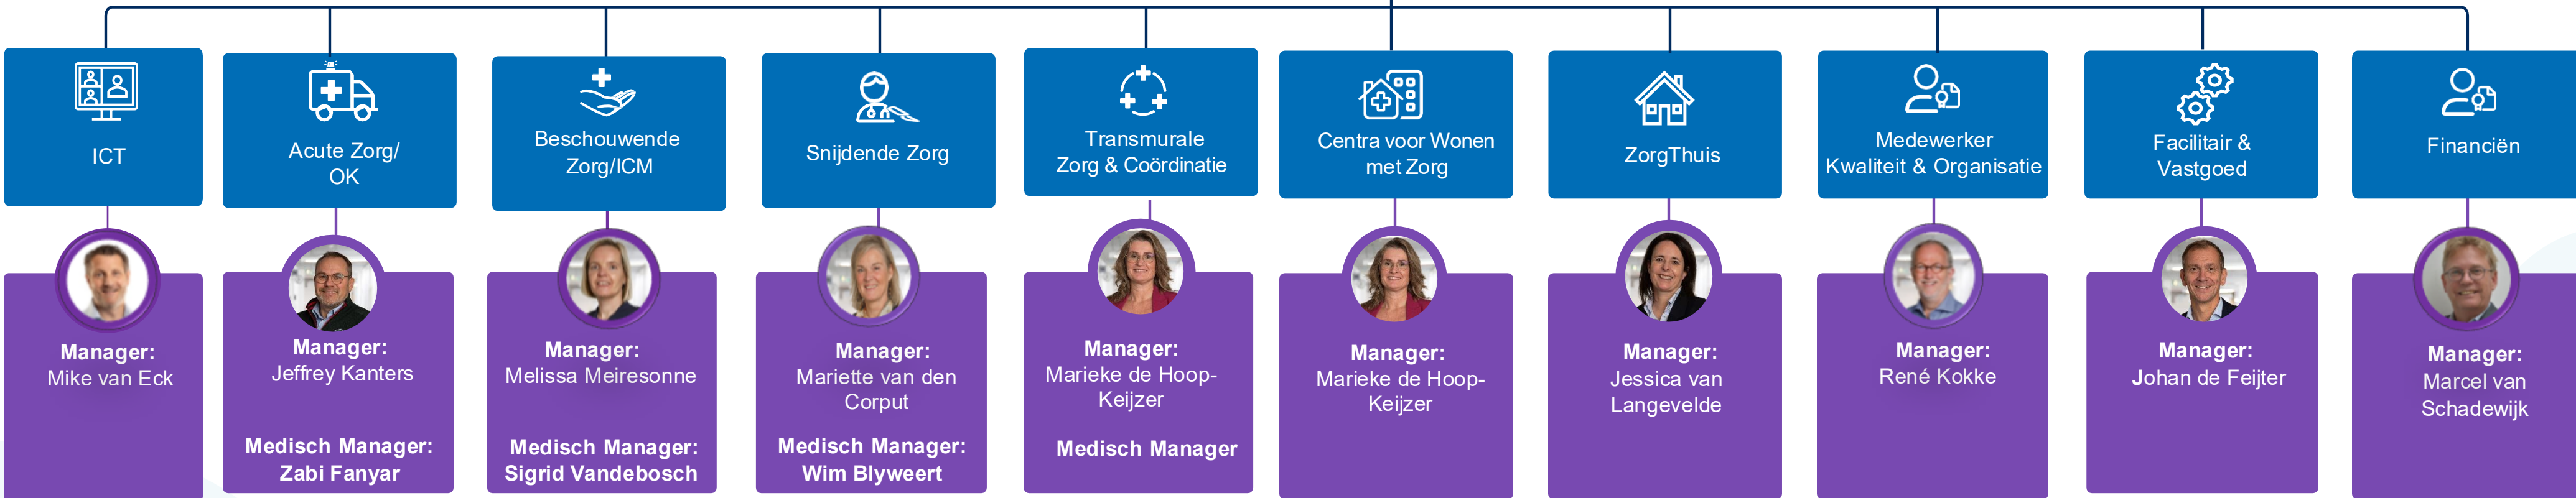 ICT
Acute Zorg/
OK
Beschouwende
Zorg/ICM
Snijdende Zorg
Transmurale
Zorg & Coördinatie
Centra voor Wonen
met Zorg
ZorgThuis
Medewerker
Kwaliteit & Organisatie
Facilitair &
Vastgoed
Financiën
Manager:
Mike van Eck
Manager:
Jeffrey Kanters
Medisch Manager:
Zabi Fanyar
Manager:
Melissa Meiresonne
Medisch Manager:
Sigrid Vandebosch
Manager:
Mariette van den
Corput
Medisch Manager:
Wim Blyweert
Manager:
Marieke de Hoop-
Keijzer
Medisch Manager
Manager:
Marieke de Hoop-
Keijzer
Manager:
Jessica van
Langevelde
Manager:
René Kokke
Manager:
Johan de Feijter
Manager:
Marcel van
Schadewijk